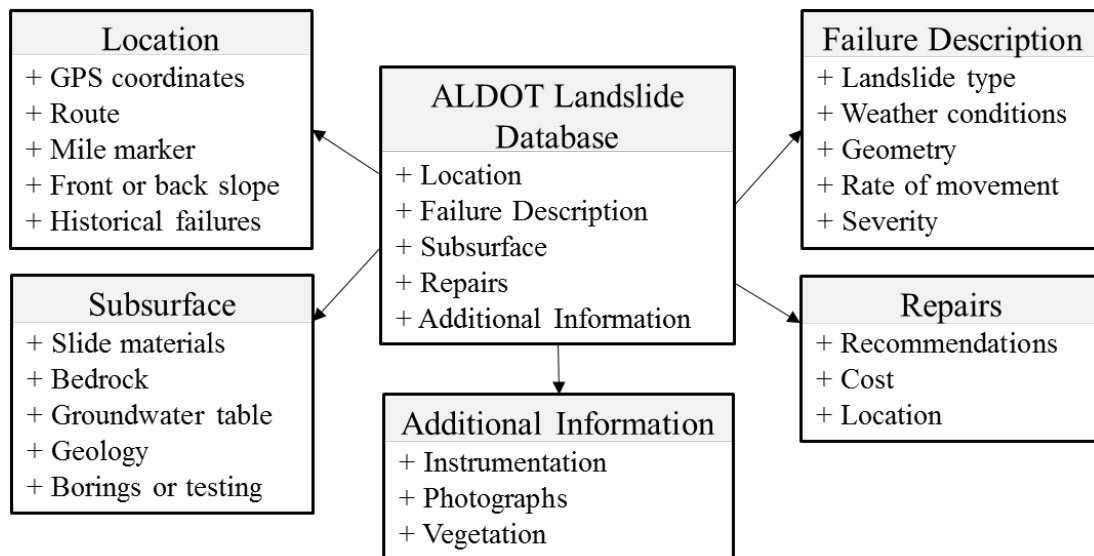 Location
+ GPS coordinates
+ Route
+ Mile marker
+ Front or back slope
+ Historical failures
ALDOT Landslide
Database
+ Location
+ Failure Description
+ Subsurface
+ Repairs
+ Additional Information
Failure Description
+ Landslide type
+ Weather conditions
+ Geometry
+ Rate of movement
+ Severity
Subsurface
+ Slide materials
+ Bedrock
+ Groundwater table
+ Geology
+ Borings or testing
Additional Information
+ Instrumentation
+ Photographs
+ Vegetation
Repairs
+ Recommendations
+ Cost
+ Location